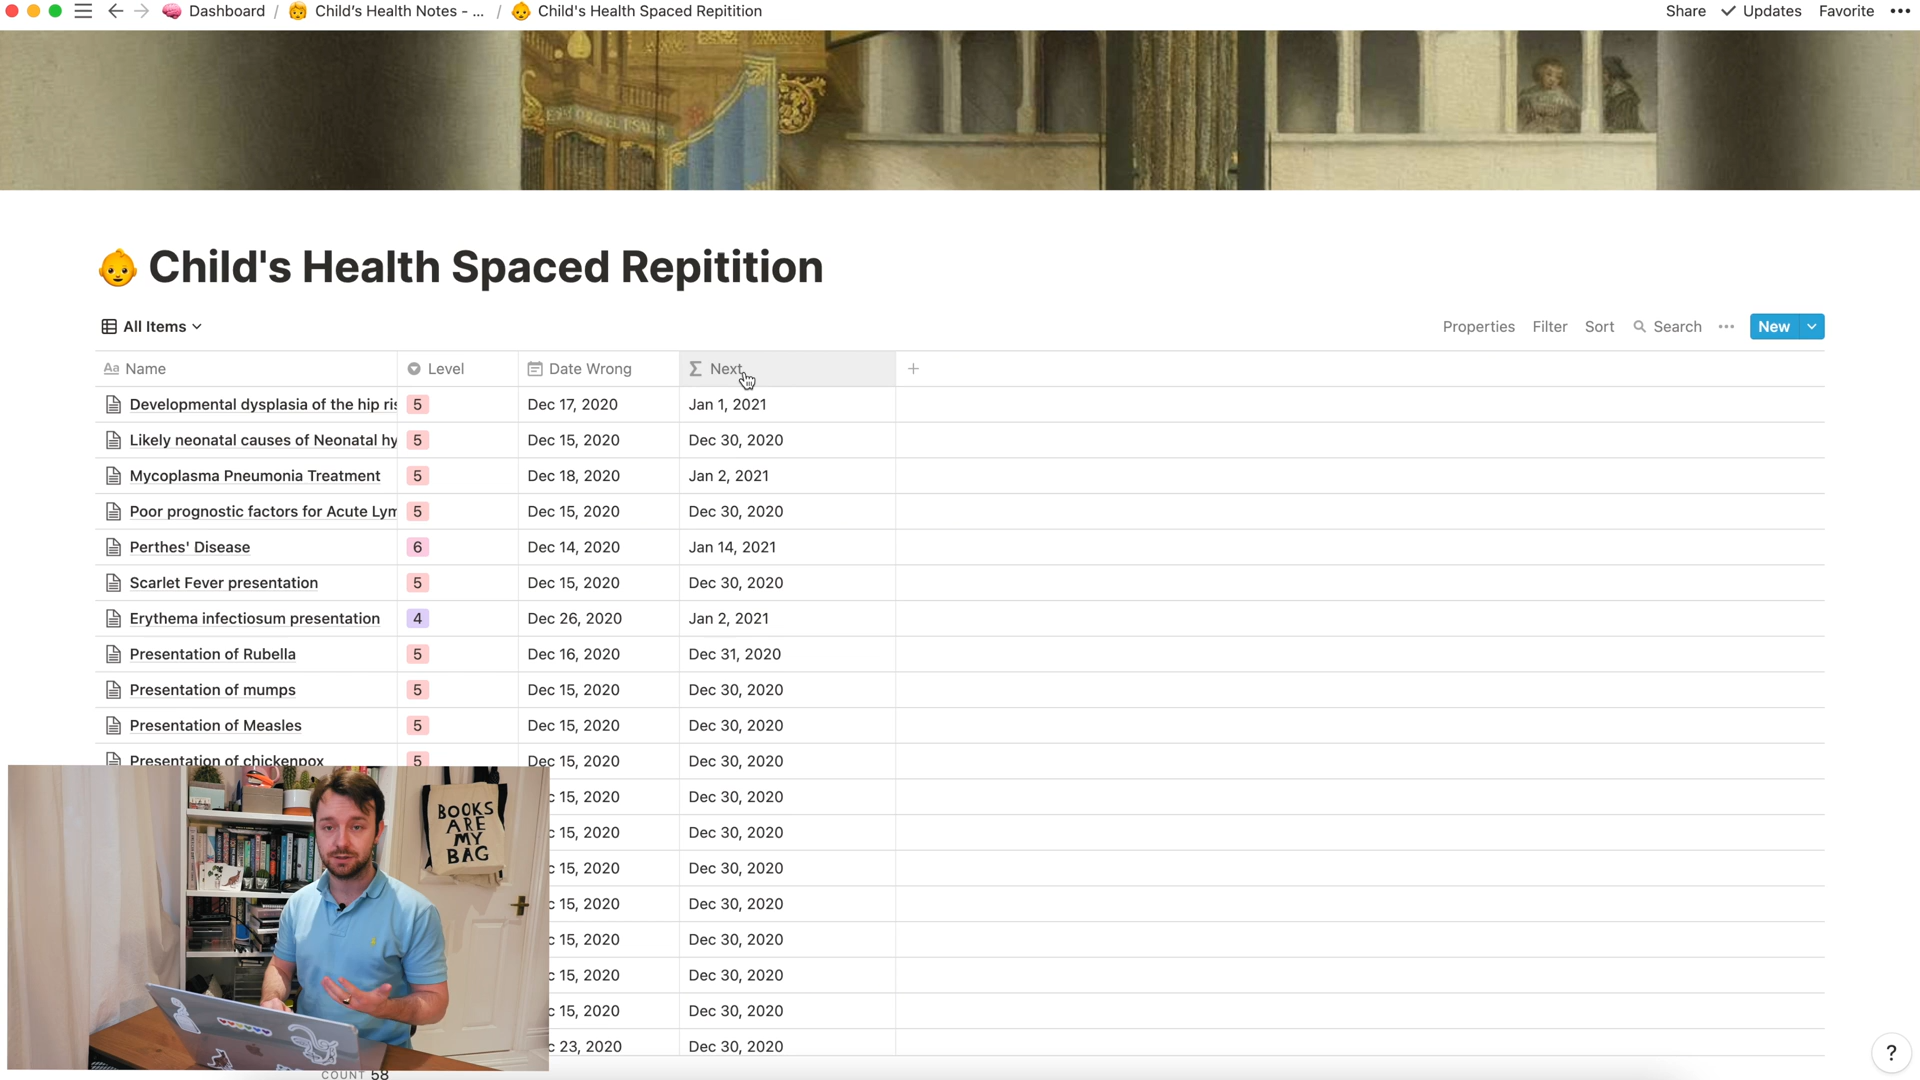 Dashboard / Child's Health Notes - ... / Child's Health Spaced Repitition
Share Updates Favorite
Child's Health Spaced Repitition
All Items
Properties Filter Sort Search New
Aa Name Level Date Wrong Σ Next +
Developmental dysplasia of the hip ris 5 Dec 17, 2020 Jan 1, 2021
Likely neonatal causes of Neonatal hy 5 Dec 15, 2020 Dec 30, 2020
Mycoplasma Pneumonia Treatment 5 Dec 18, 2020 Jan 2, 2021
Poor prognostic factors for Acute Lym 5 Dec 15, 2020 Dec 30, 2020
Perthes' Disease 6 Dec 14, 2020 Jan 14, 2021
Scarlet Fever presentation 5 Dec 15, 2020 Dec 30, 2020
Erythema infectiosum presentation 4 Dec 26, 2020 Jan 2, 2021
Presentation of Rubella 5 Dec 16, 2020 Dec 31, 2020
Presentation of mumps 5 Dec 15, 2020 Dec 30, 2020
Presentation of Measles 5 Dec 15, 2020 Dec 30, 2020
Presentation of chickenpox 5 Dec 15, 2020 Dec 30, 2020
c 15, 2020 Dec 30, 2020
c 15, 2020 Dec 30, 2020
c 15, 2020 Dec 30, 2020
c 15, 2020 Dec 30, 2020
c 15, 2020 Dec 30, 2020
c 15, 2020 Dec 30, 2020
c 15, 2020 Dec 30, 2020
c 23, 2020 Dec 30, 2020
COUNT 58
BOOKS
ARE
MY
BAG
?